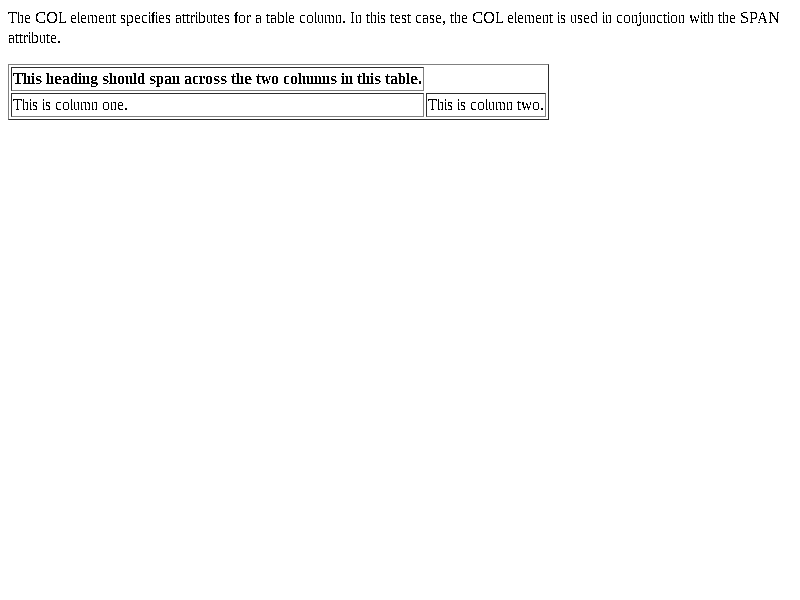 The COL element specifies attributes for a table column. In this test case, the COL element is used in conjunction with the SPAN
attribute.
This heading should span across the two columns in this table.
This is column one. This is column two.